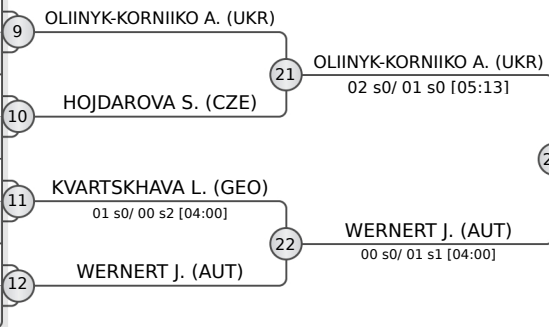 9
OLIINYK-KORNIIKO A. (UKR)
21
OLIINYK-KORNIIKO A. (UKR)
02 s0/ 01 s0 [05:13]
10
HOJDAROVA S. (CZE)
11
KVARTSKHAVA L. (GEO)
01 s0/ 00 s2 [04:00]
22
WERNERT J. (AUT)
00 s0/ 01 s1 [04:00]
12
WERNERT J. (AUT)